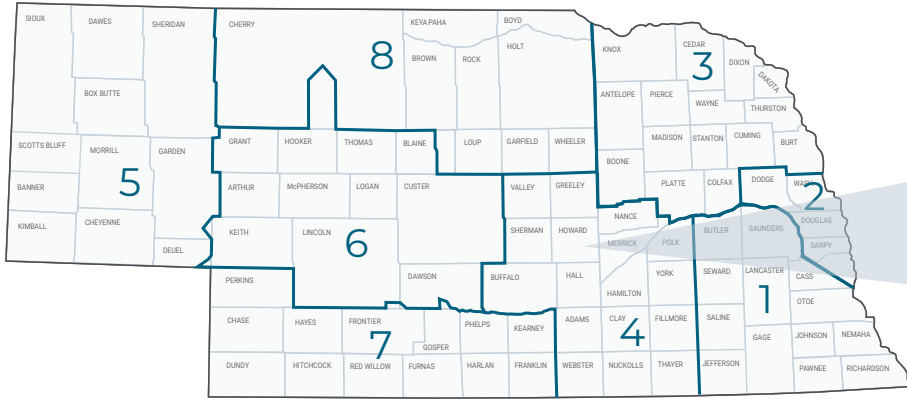 SIOUX
DAWES
SHERIDAN
CHERRY
KEYA PAHA
BOYD
HOLT
KNOX
CEDAR
DIXON
DAKOTA
8
3
BROWN
ROCK
BOX BUTTE
ANTELOPE
PIERCE
WAYNE
THURSTON
SCOTTS BLUFF
MORRILL
GARDEN
GRANT
HOOKER
THOMAS
BLAINE
LOUP
GARFIELD
WHEELER
BOONE
MADISON
STANTON
CUMING
BURT
5
BANNER
ARTHUR
McPHERSON
LOGAN
CUSTER
VALLEY
GREELEY
PLATTE
COLFAX
DODGE
2
KIMBALL
CHEYENNE
DEUEL
KEITH
LINCOLN
6
SHERMAN
HOWARD
NANCE
MERRICK
POLK
BUTLER
SAUNDERS
DOUGLAS
SARPY
PERKINS
DAWSON
BUFFALO
HALL
HAMILTON
YORK
SEWARD
LANCASTER
CASS
1
OTOE
CHASE
HAYES
FRONTIER
GOSPER
PHELPS
KEARNEY
ADAMS
CLAY
FILLMORE
SALINE
GAGE
JOHNSON
NEMAHA
7
4
DUNDY
HITCHCOCK
RED WILLOW
FURNAS
HARLAN
FRANKLIN
WEBSTER
NUCKOLLS
THAYER
JEFFERSON
PAWNEE
RICHARDSON